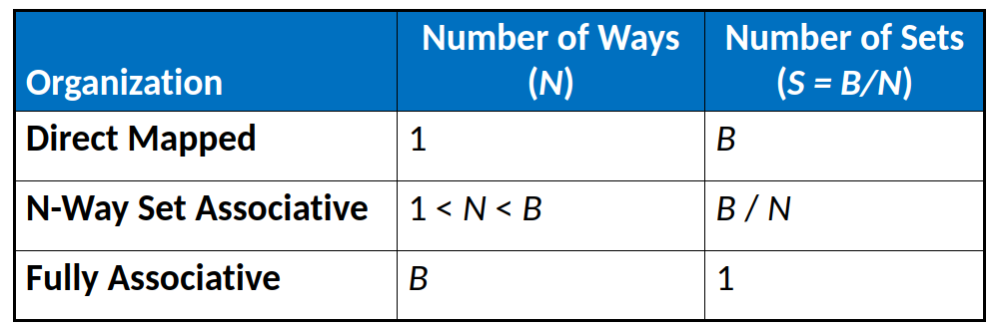 Organization
Number of Ways
(N)
Number of Sets
(S = B/N)
Direct Mapped
1
B
N-Way Set Associative
1 < N < B
B / N
Fully Associative
B
1